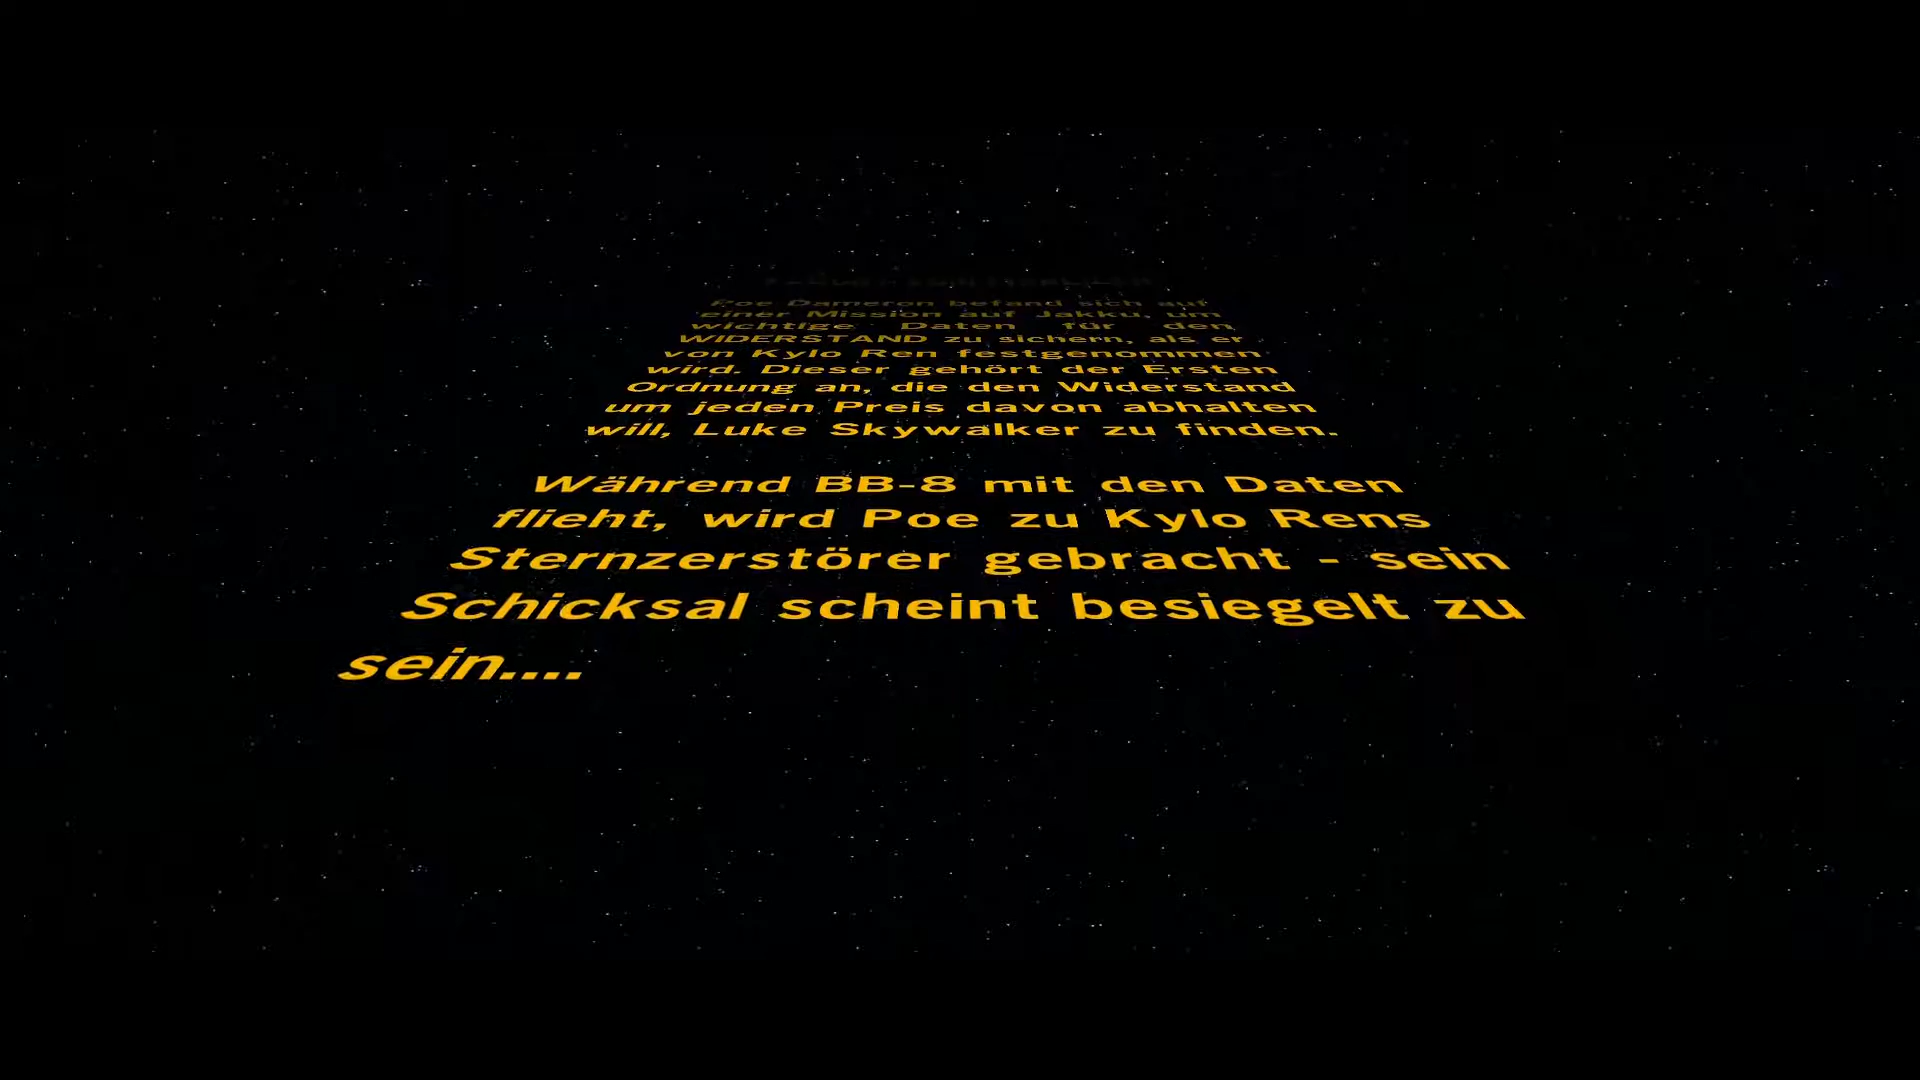 Poe Dameron befand sich auf
einer Mission auf Jakku, um
wichtige Daten für den
WIDERSTAND zu sichern, als er
von Kylo Ren festgenommen
wird. Dieser gehört der Ersten
Ordnung an, die den Widerstand
um jeden Preis davon abhalten
will, Luke Skywalker zu finden.
Während BB-8 mit den Daten
flieht, wird Poe zu Kylo Rens
Sternzerstörer gebracht - sein
Schicksal scheint besiegelt zu
sein....